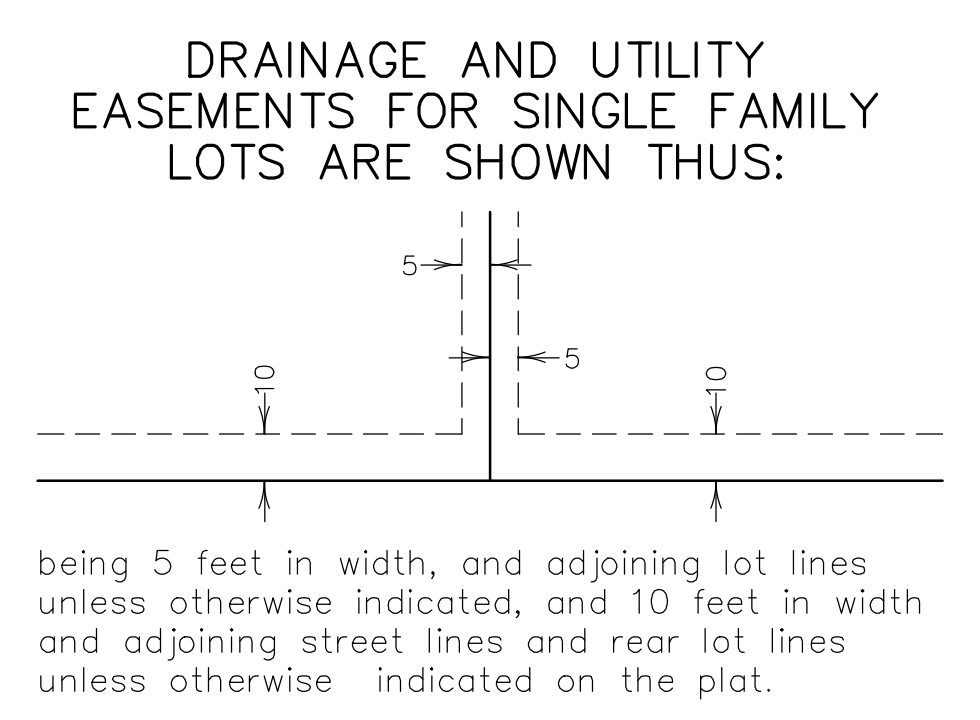 DRAINAGE AND UTILITY
EASEMENTS FOR SINGLE FAMILY
LOTS ARE SHOWN THUS:
5
5
10
10
being 5 feet in width, and adjoining lot lines
unless otherwise indicated, and 10 feet in width
and adjoining street lines and rear lot lines
unless otherwise indicated on the plat.